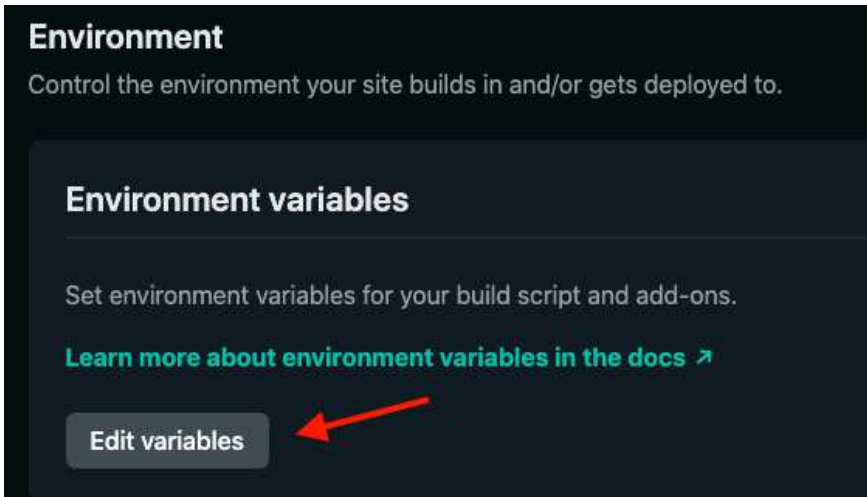 Environment
Control the environment your site builds in and/or gets deployed to.
Environment variables
Set environment variables for your build script and add-ons.
Learn more about environment variables in the docs ↗
Edit variables